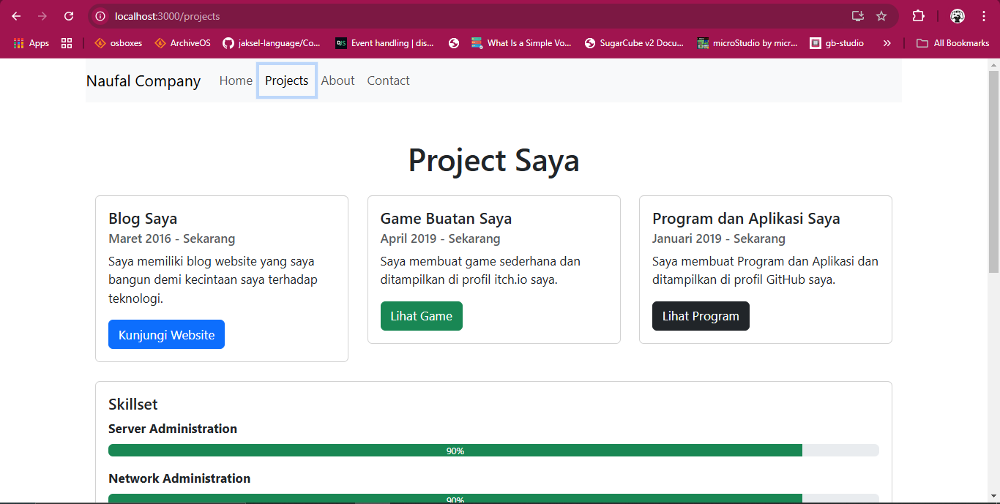 localhost:3000/projects
Apps osboxes ArchiveOS jaksel-language/Co... Event handling | dis... What Is a Simple Vo... SugarCube v2 Docu... microStudio by micr... gb-studio » All Bookmarks
Naufal Company Home Projects About Contact
Project Saya
Blog Saya
Maret 2016 - Sekarang
Saya memiliki blog website yang saya
bangun demi kecintaan saya terhadap
teknologi.
Kunjungi Website
Game Buatan Saya
April 2019 - Sekarang
Saya membuat game sederhana dan
ditampilkan di profil itch.io saya.
Lihat Game
Program dan Aplikasi Saya
Januari 2019 - Sekarang
Saya membuat Program dan Aplikasi dan
ditampilkan di profil GitHub saya.
Lihat Program
Skillset
Server Administration
90%
Network Administration
90%